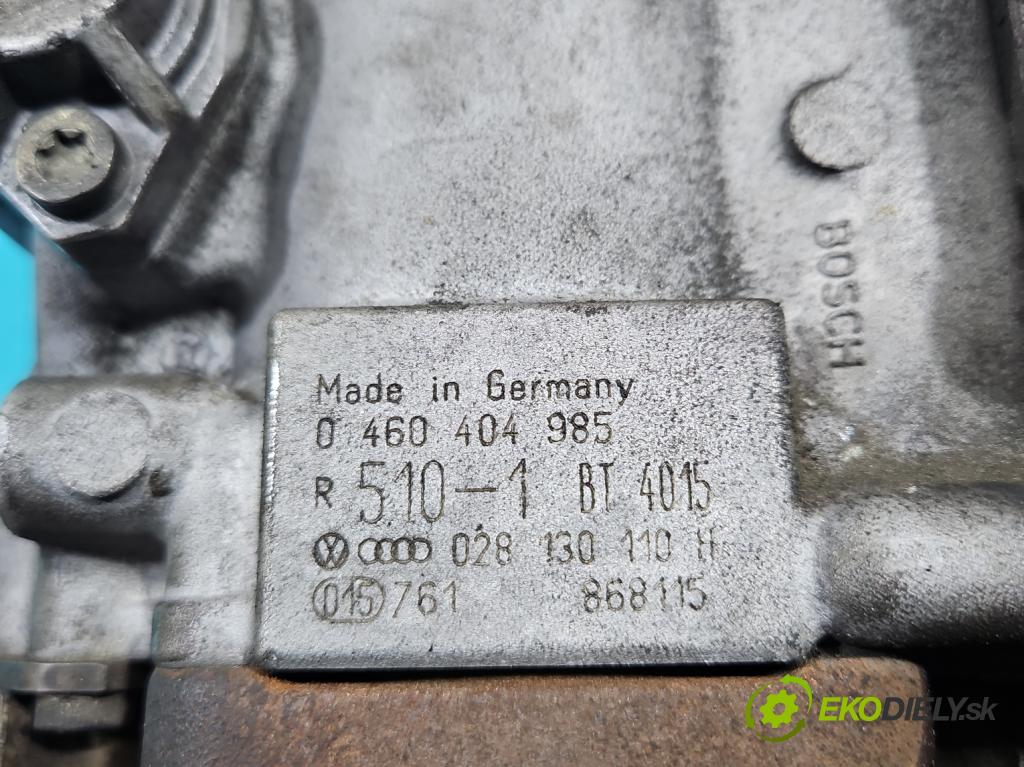 BOSCH
Made in Germany
0 460 404 985
R 510-1 BT 4015
028 130 110 H
015 761 868115
EKODIELY.sk